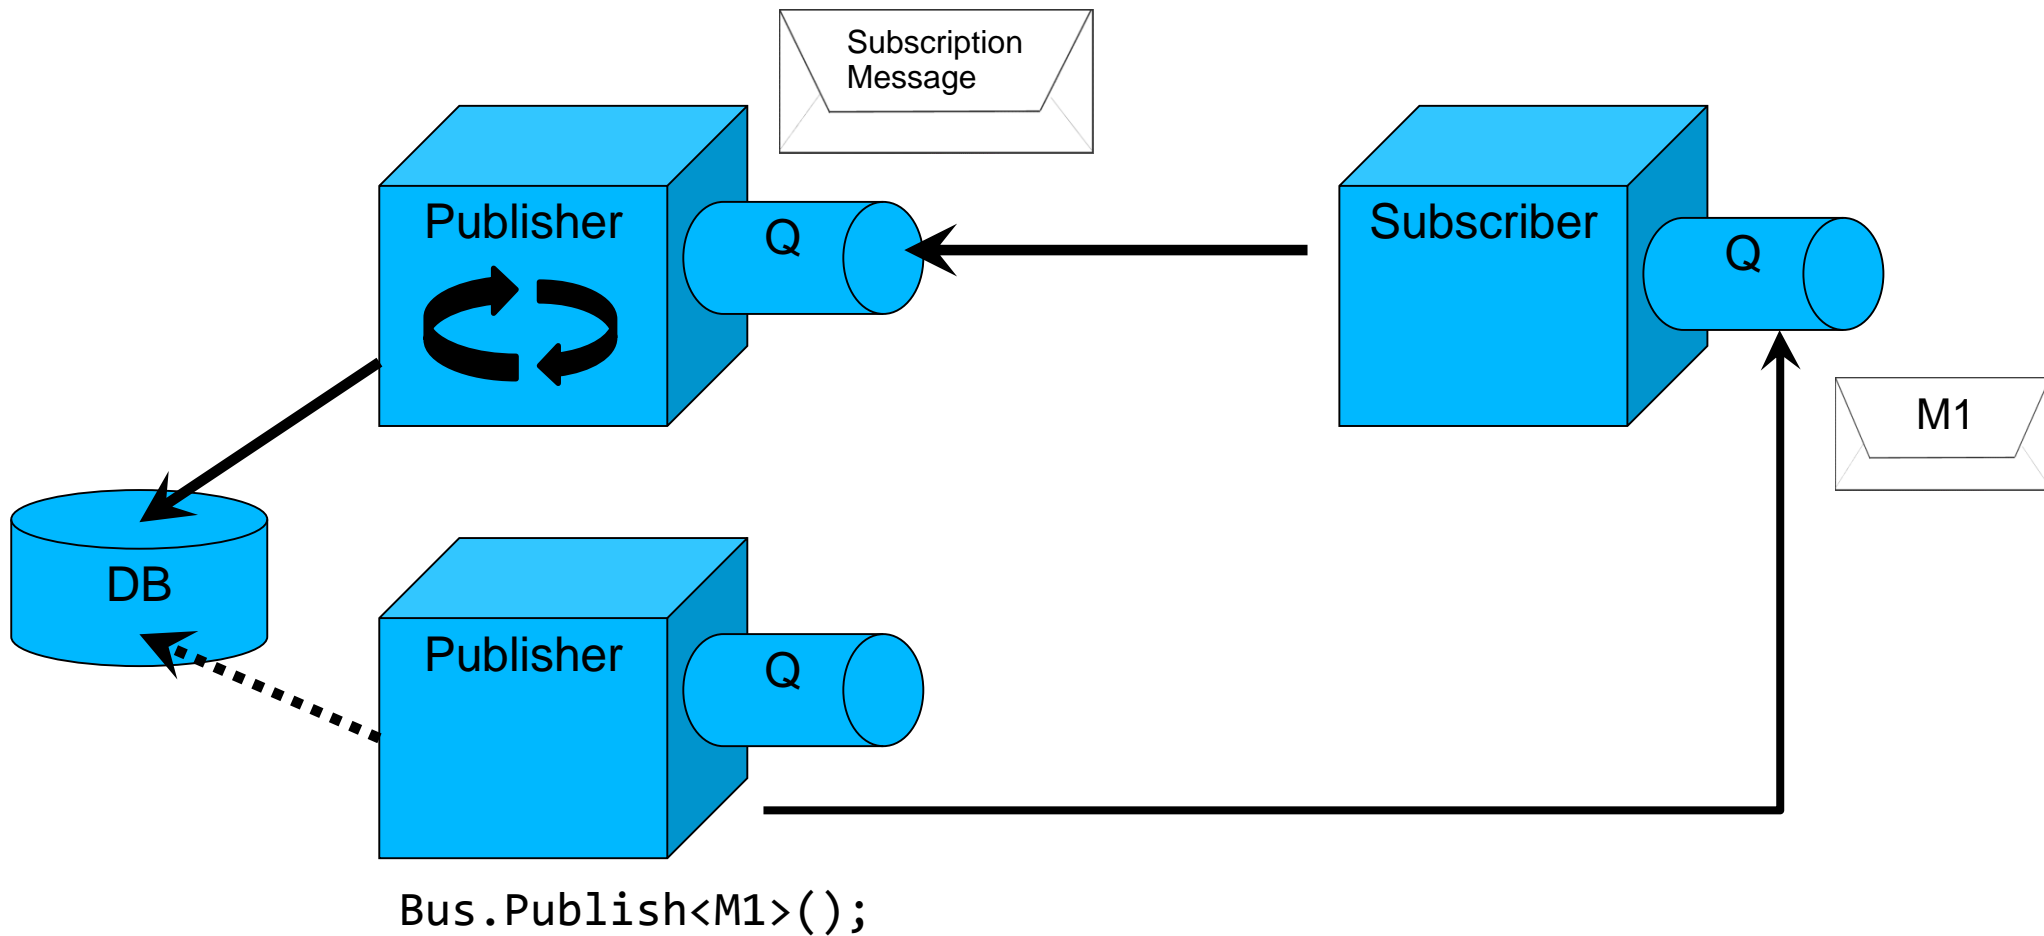 Subscription
Message
Publisher
Q
Subscriber
Q
M1
DB
Publisher
Q
Bus.Publish<M1>();